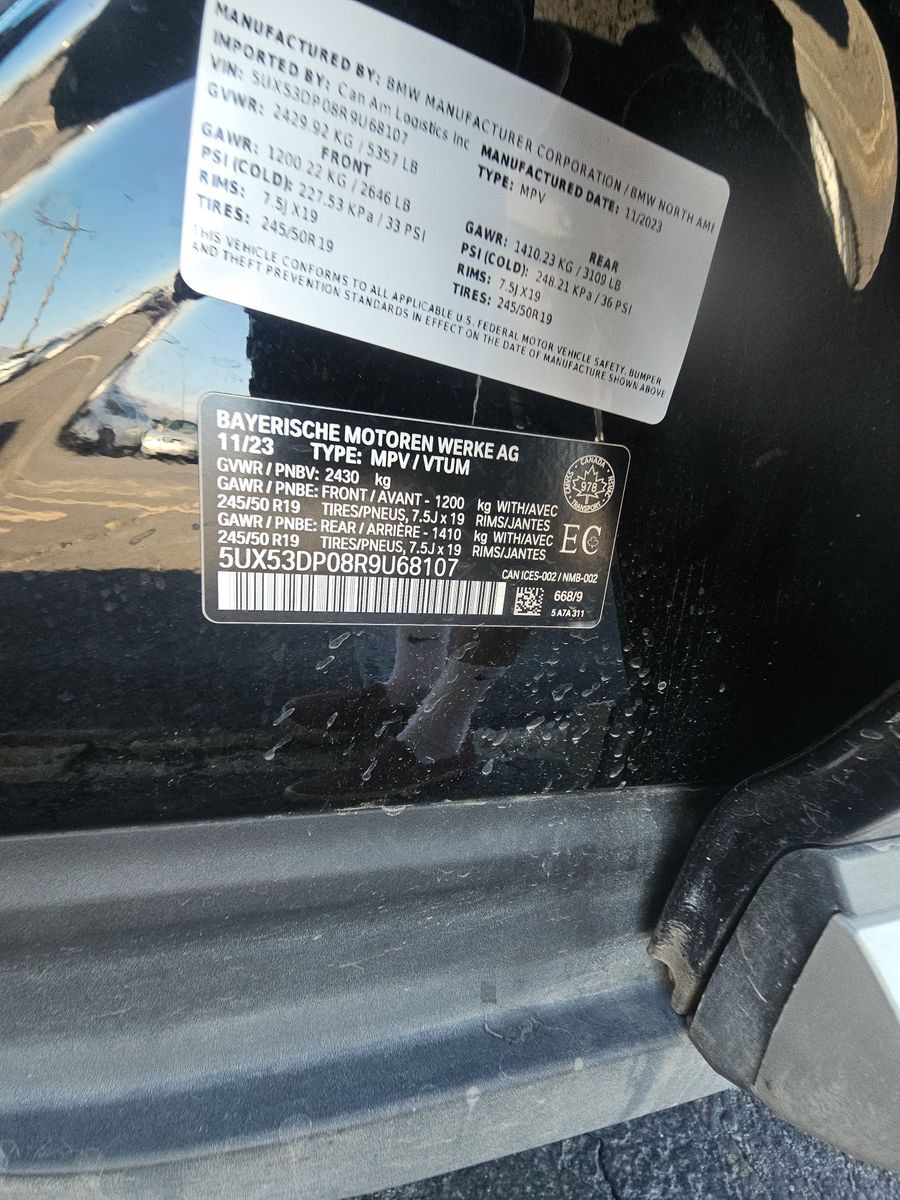 MANUFACTURED BY: BMW MANUFACTURER CORPORATION / BMW NORTH AME
IMPORTED BY: Can Am Logistics Inc
MANUFACTURED DATE: 11/2023
VIN: 5UX53DP08R9U68107
TYPE: MPV
GVWR: 2429.92 KG / 5357 LB
FRONT
GAWR: 1200.22 KG / 2646 LB
PSI (COLD): 227.53 KPa / 33 PSI
RIMS: 7.5J X19
TIRES: 245/50R19
REAR
GAWR: 1410.23 KG / 3109 LB
PSI (COLD): 248.21 KPa / 36 PSI
RIMS: 7.5J X19
TIRES: 245/50R19
THIS VEHICLE CONFORMS TO ALL APPLICABLE U.S. FEDERAL MOTOR VEHICLE SAFETY, BUMPER
AND THEFT PREVENTION STANDARDS IN EFFECT ON THE DATE OF MANUFACTURE SHOWN ABOVE
BAYERISCHE MOTOREN WERKE AG
11/23 TYPE: MPV / VTUM
GVWR / PNBV: 2430 kg
GAWR / PNBE: FRONT / AVANT - 1200 kg WITH/AVEC
245/50 R19 TIRES/PNEUS, 7.5J x 19 RIMS/JANTES
GAWR / PNBE: REAR / ARRIÈRE - 1410 kg WITH/AVEC
245/50 R19 TIRES/PNEUS, 7.5J x 19 RIMS/JANTES
5UX53DP08R9U68107
CANADA
978
TRANSPORT
EC
CAN ICES-002 / NMB-002
668/9
5 A7A 311